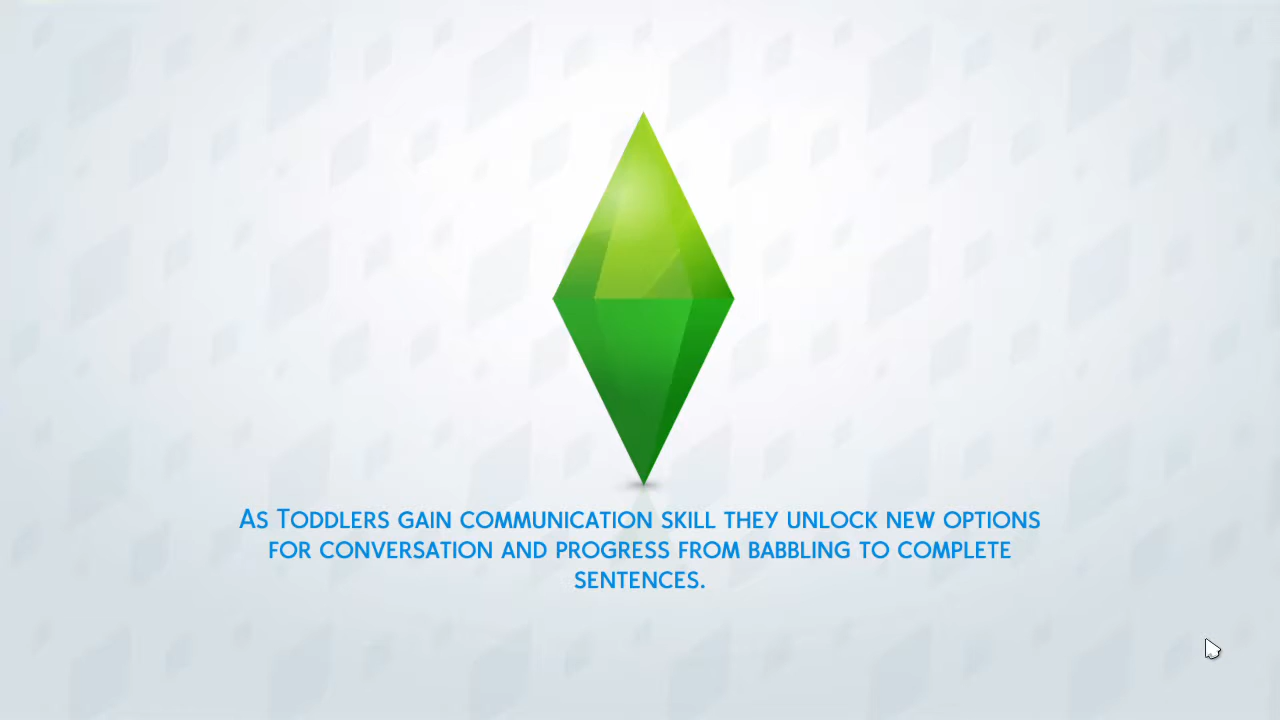 As Toddlers gain communication skill they unlock new options
for conversation and progress from babbling to complete
sentences.